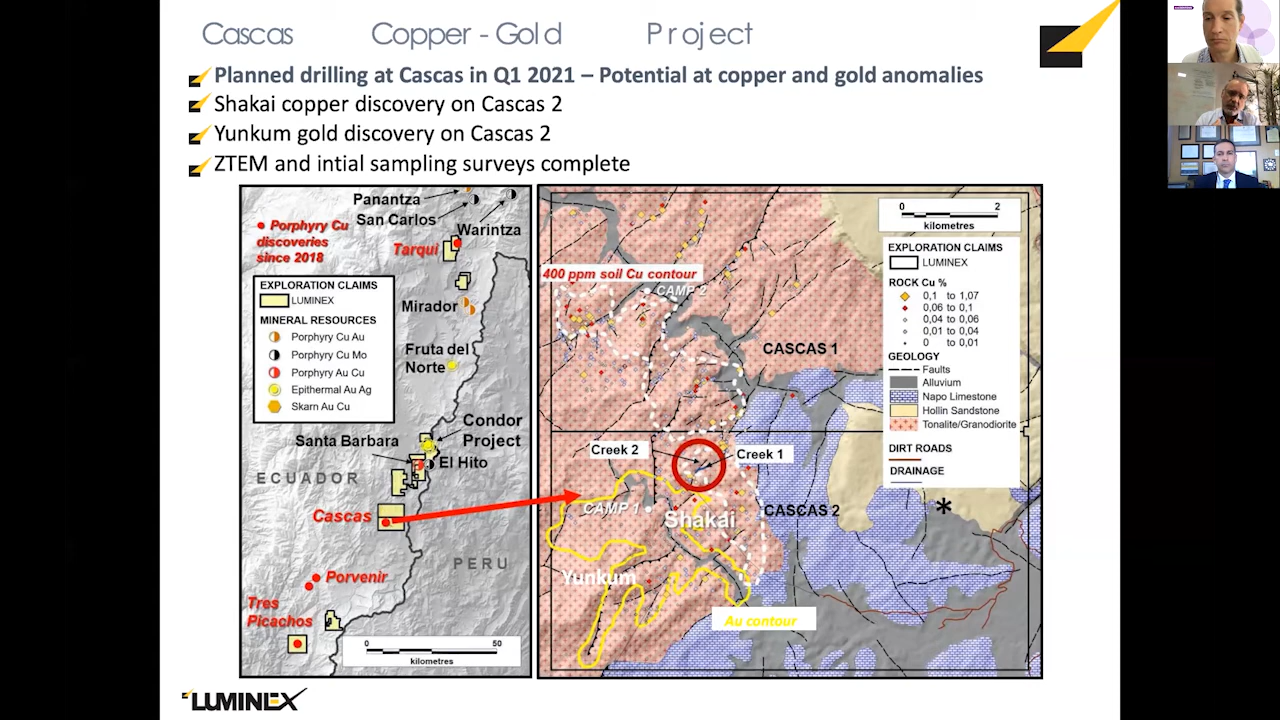 Cascas Copper - Gold Project
Planned drilling at Cascas in Q1 2021 – Potential at copper and gold anomalies
Shakai copper discovery on Cascas 2
Yunkum gold discovery on Cascas 2
ZTEM and intial sampling surveys complete
Panantza
San Carlos
Warintza
Porphyry Cu
discoveries
since 2018
Tarqui
EXPLORATION CLAIMS
LUMINEX
MINERAL RESOURCES
Porphyry Cu Au
Porphyry Cu Mo
Porphyry Au Cu
Epithermal Au Ag
Skarn Au Cu
Mirador
Fruta del
Norte
Condor
Project
Santa Barbara
El Hito
ECUADOR
Cascas
PERU
Porvenir
Tres
Picachos
0 50
kilometres
400 ppm soil Cu contour
CAMP 2
CASCAS 1
Creek 2
Creek 1
CAMP 1
Shakai
CASCAS 2
*
Yunkum
Au contour
0 2
kilometres
EXPLORATION CLAIMS
LUMINEX
ROCK Cu %
0,1 to 1,07
0,06 to 0,1
0,04 to 0,06
0,01 to 0,04
0 to 0,01
GEOLOGY
Faults
Alluvium
Napo Limestone
Hollin Sandstone
Tonalite/Granodiorite
DIRT ROADS
DRAINAGE
LUMINEX